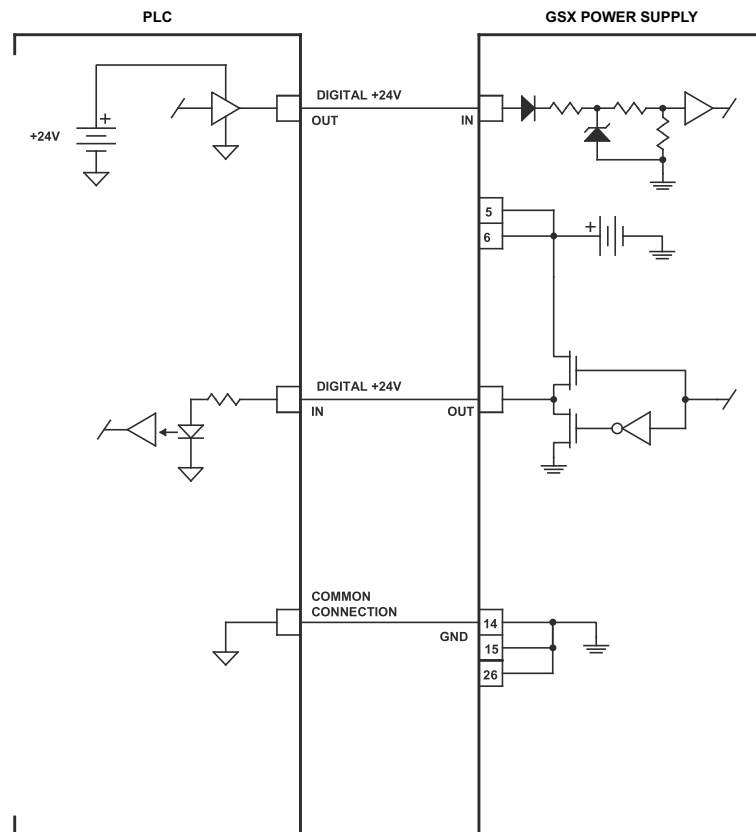 PLC
GSX POWER SUPPLY
DIGITAL +24V
OUT
IN
+
+24V
5
6
+
DIGITAL +24V
IN
OUT
COMMON
CONNECTION
14
GND
15
26